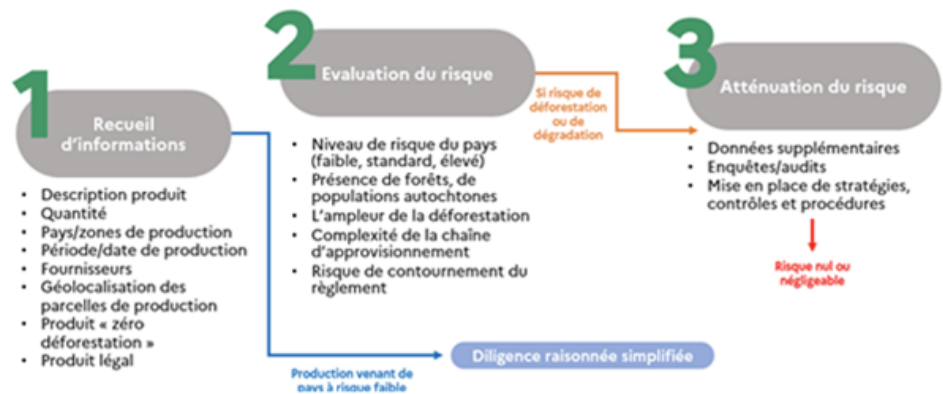 1
Recueil
d'informations
• Description produit
• Quantité
• Pays/zones de production
• Période/date de production
• Fournisseurs
• Géolocalisation des
parcelles de production
• Produit « zéro
déforestation »
• Produit légal
2
Evaluation du risque
• Niveau de risque du pays
(faible, standard, élevé)
• Présence de forêts, de
populations autochtones
• L'ampleur de la déforestation
• Complexité de la chaîne
d'approvisionnement
• Risque de contournement du
règlement
Si risque de
déforestation
ou de
dégradation
3
Atténuation du risque
• Données supplémentaires
• Enquêtes/audits
• Mise en place de stratégies,
contrôles et procédures
Risque nul ou
négligeable
Production venant de
pays à risque faible
Diligence raisonnée simplifiée